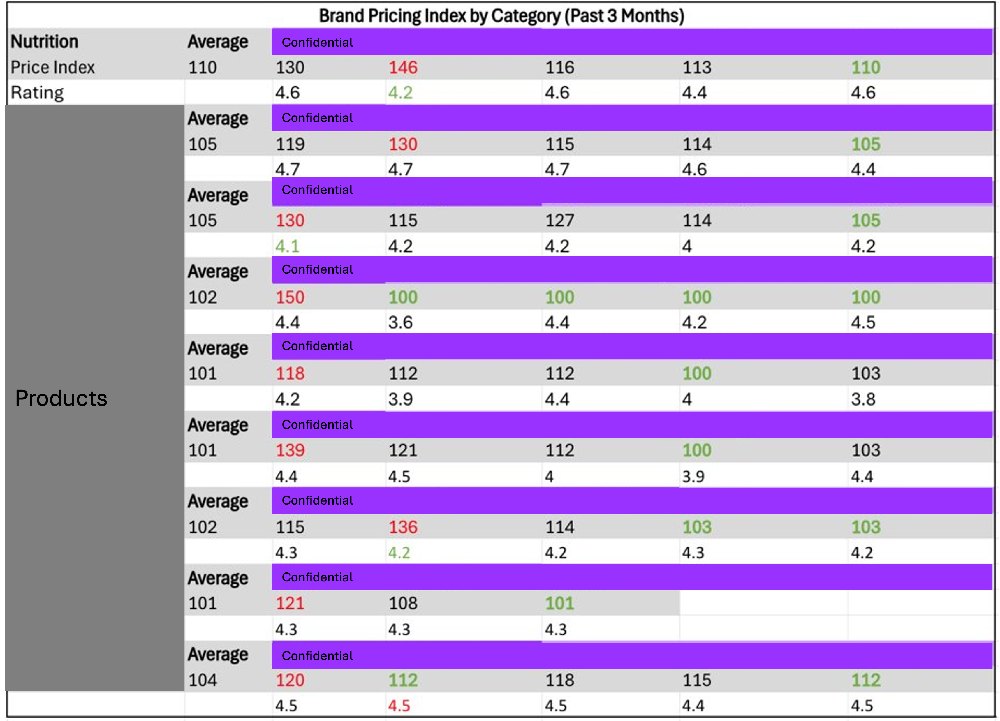 Brand Pricing Index by Category (Past 3 Months)
Nutrition Average Confidential
Price Index 110 130 146 116 113 110
Rating 4.6 4.2 4.6 4.4 4.6
Average Confidential
105 119 130 115 114 105
4.7 4.7 4.7 4.6 4.4
Average Confidential
105 130 115 127 114 105
4.1 4.2 4.2 4 4.2
Average Confidential
102 150 100 100 100 100
4.4 3.6 4.4 4.2 4.5
Average Confidential
101 118 112 112 100 103
Products 4.2 3.9 4.4 4 3.8
Average Confidential
101 139 121 112 100 103
4.4 4.5 4 3.9 4.4
Average Confidential
102 115 136 114 103 103
4.3 4.2 4.2 4.3 4.2
Average Confidential
101 121 108 101
4.3 4.3 4.3
Average Confidential
104 120 112 118 115 112
4.5 4.5 4.5 4.4 4.5